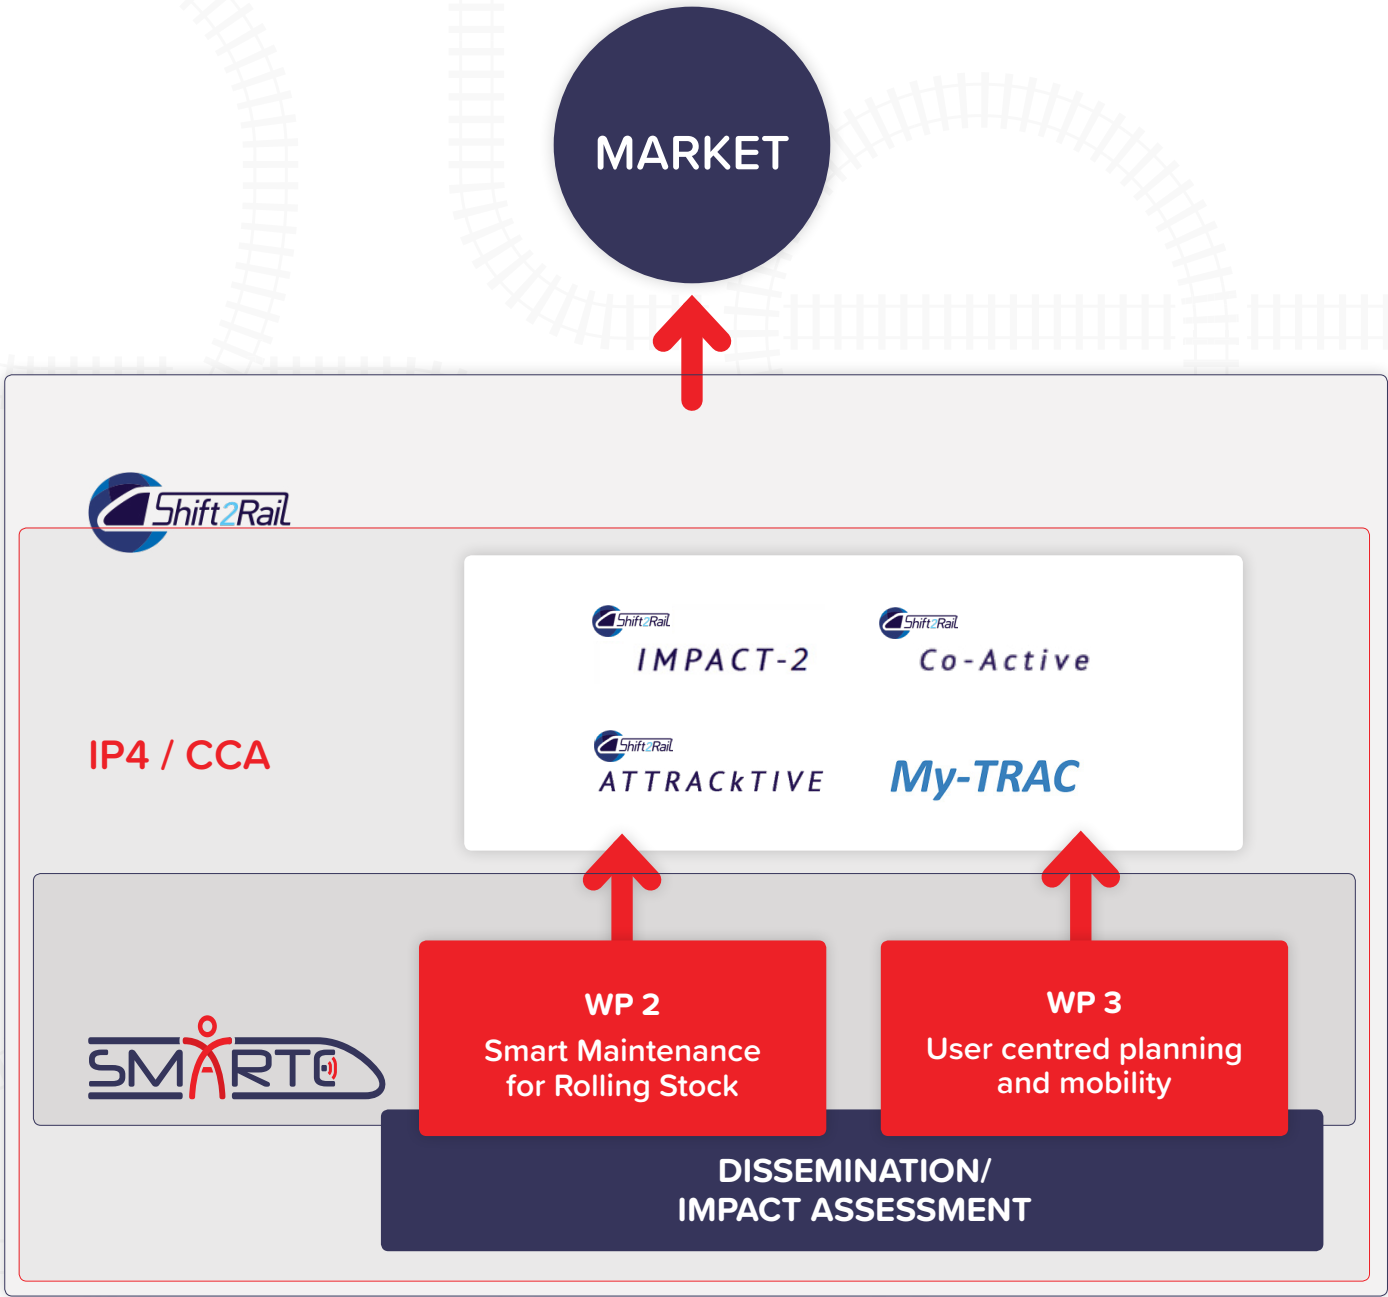 MARKET
Shift2Rail
Shift2Rail
IMPACT-2
Shift2Rail
Co-Active
IP4 / CCA
Shift2Rail
ATTRACkTIVE
My-TRAC
SMARTE
WP 2
Smart Maintenance
for Rolling Stock
WP 3
User centred planning
and mobility
DISSEMINATION/
IMPACT ASSESSMENT